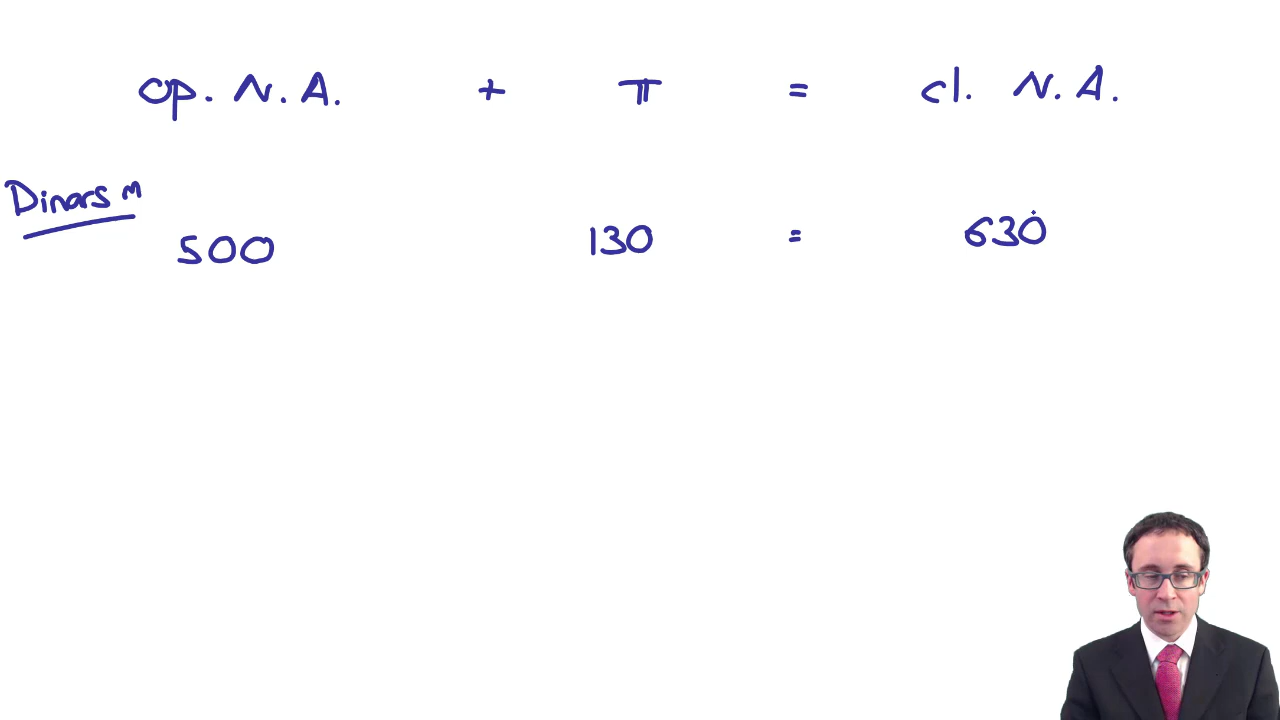 op. N.A. + π = cl. N.A.
Dinars m
500 130 = 630